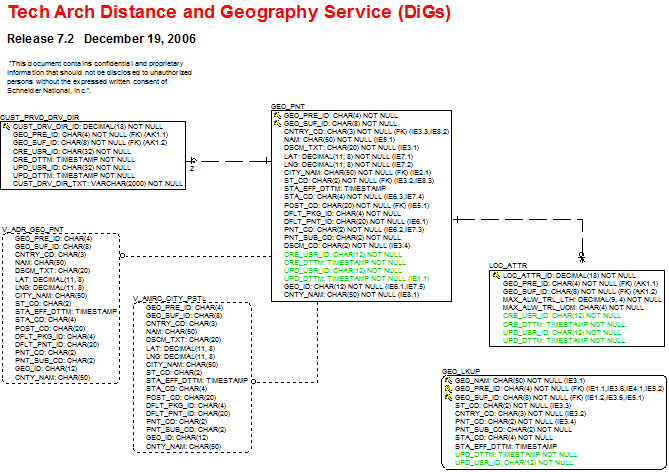 Tech Arch Distance and Geography Service (DiGs)
Release 7.2 December 19, 2006
"This document contains confidential and proprietary
information that should not be disclosed to unauthorized
persons without the expressed written consent of
Schneider National, Inc.".
CUST_PRVD_DRV_DIR
CUST_DRV_DIR_ID: DECIMAL(18) NOT NULL
GEO_PRE_ID: CHAR(4) NOT NULL (FK) (AK1.1)
GEO_SUF_ID: CHAR(8) NOT NULL (FK) (AK1.2)
CRE_USR_ID: CHAR(32) NOT NULL
CRE_DTTM: TIMESTAMP NOT NULL
UPD_USR_ID: CHAR(32) NOT NULL
UPD_DTTM: TIMESTAMP NOT NULL
CUST_DRV_DIR_TXT: VARCHAR(2000) NOT NULL
Z
GEO_PNT
GEO_PRE_ID: CHAR(4) NOT NULL
GEO_SUF_ID: CHAR(8) NOT NULL
CNTRY_CD: CHAR(3) NOT NULL (FK) (IE3.3,IE8.2)
NAM: CHAR(50) NOT NULL (IE5.1)
DSCM_TXT: CHAR(20) NOT NULL (IE3.1)
LAT: DECIMAL(11, 8) NOT NULL (IE7.1)
LNG: DECIMAL(11, 8) NOT NULL (IE7.2)
CITY_NAM: CHAR(50) NOT NULL (FK) (IE2.1)
ST_CD: CHAR(2) NOT NULL (FK) (IE3.2,IE8.3)
STA_EFF_DTTM: TIMESTAMP
STA_CD: CHAR(4) NOT NULL (IE6.3,IE7.4)
POST_CD: CHAR(20) NOT NULL (FK) (IE5.1)
DFLT_PKG_ID: CHAR(4) NOT NULL
DFLT_PNT_ID: CHAR(20) NOT NULL (IE6.1)
PNT_CD: CHAR(12) NOT NULL (IE6.2,IE7.3)
PNT_SUB_CD: CHAR(2) NOT NULL
DSCM_CD: CHAR(2) NOT NULL (IE3.4)
CRE_USR_ID: CHAR(12) NOT NULL
CRE_DTTM: TIMESTAMP NOT NULL
UPD_USR_ID: CHAR(12) NOT NULL
UPD_DTTM: TIMESTAMP NOT NULL (IE1.1)
GEO_ID: CHAR(12) NOT NULL (IE6.1,IE7.5)
CNTY_NAM: CHAR(50) NOT NULL (IE8.1)
V_ADR_GEO_PNT
GEO_PRE_ID: CHAR(4)
GEO_SUF_ID: CHAR(8)
CNTRY_CD: CHAR(3)
NAM: CHAR(50)
DSCM_TXT: CHAR(20)
LAT: DECIMAL(11, 8)
LNG: DECIMAL(11, 8)
CITY_NAM: CHAR(50)
ST_CD: CHAR(2)
STA_EFF_DTTM: TIMESTAMP
STA_CD: CHAR(4)
POST_CD: CHAR(20)
DFLT_PKG_ID: CHAR(4)
DFLT_PNT_ID: CHAR(20)
PNT_CD: CHAR(2)
PNT_SUB_CD: CHAR(2)
GEO_ID: CHAR(12)
CNTY_NAM: CHAR(50)
V_AMRC_CITY_PSTL
GEO_PRE_ID: CHAR(4)
GEO_SUF_ID: CHAR(8)
CNTRY_CD: CHAR(3)
NAM: CHAR(50)
DSCM_TXT: CHAR(20)
LAT: DECIMAL(11, 8)
LNG: DECIMAL(11, 8)
CITY_NAM: CHAR(50)
ST_CD: CHAR(2)
STA_EFF_DTTM: TIMESTAMP
STA_CD: CHAR(4)
POST_CD: CHAR(20)
DFLT_PKG_ID: CHAR(4)
DFLT_PNT_ID: CHAR(20)
PNT_CD: CHAR(2)
PNT_SUB_CD: CHAR(2)
GEO_ID: CHAR(12)
CNTY_NAM: CHAR(50)
LOC_ATTR
LOC_ATTR_ID: DECIMAL(18) NOT NULL
GEO_PRE_ID: CHAR(4) NOT NULL (FK) (AK1.1)
GEO_SUF_ID: CHAR(8) NOT NULL (FK) (AK1.2)
MAX_ALW_TRL_LTH: DECIMAL(9, 4) NOT NULL
MAX_ALW_TRL_UOM: CHAR(4) NOT NULL
CRE_USR_ID: CHAR(12) NOT NULL
CRE_DTTM: TIMESTAMP NOT NULL
UPD_USR_ID: CHAR(12) NOT NULL
UPD_DTTM: TIMESTAMP NOT NULL
GEO_LKUP
GEO_NAM: CHAR(50) NOT NULL (IE3.1)
GEO_PRE_ID: CHAR(4) NOT NULL (FK) (IE1.1,IE3.6,IE4.1,IE5.2)
GEO_SUF_ID: CHAR(8) NOT NULL (FK) (IE1.2,IE3.5,IE5.1)
ST_CD: CHAR(2) NOT NULL (IE3.3)
CNTRY_CD: CHAR(3) NOT NULL (IE3.2)
PNT_CD: CHAR(2) NOT NULL (IE3.4)
PNT_SUB_CD: CHAR(2) NOT NULL
STA_CD: CHAR(4) NOT NULL
STA_EFF_DTTM: TIMESTAMP
UPD_DTTM: TIMESTAMP NOT NULL
UPD_USR_ID: CHAR(12) NOT NULL